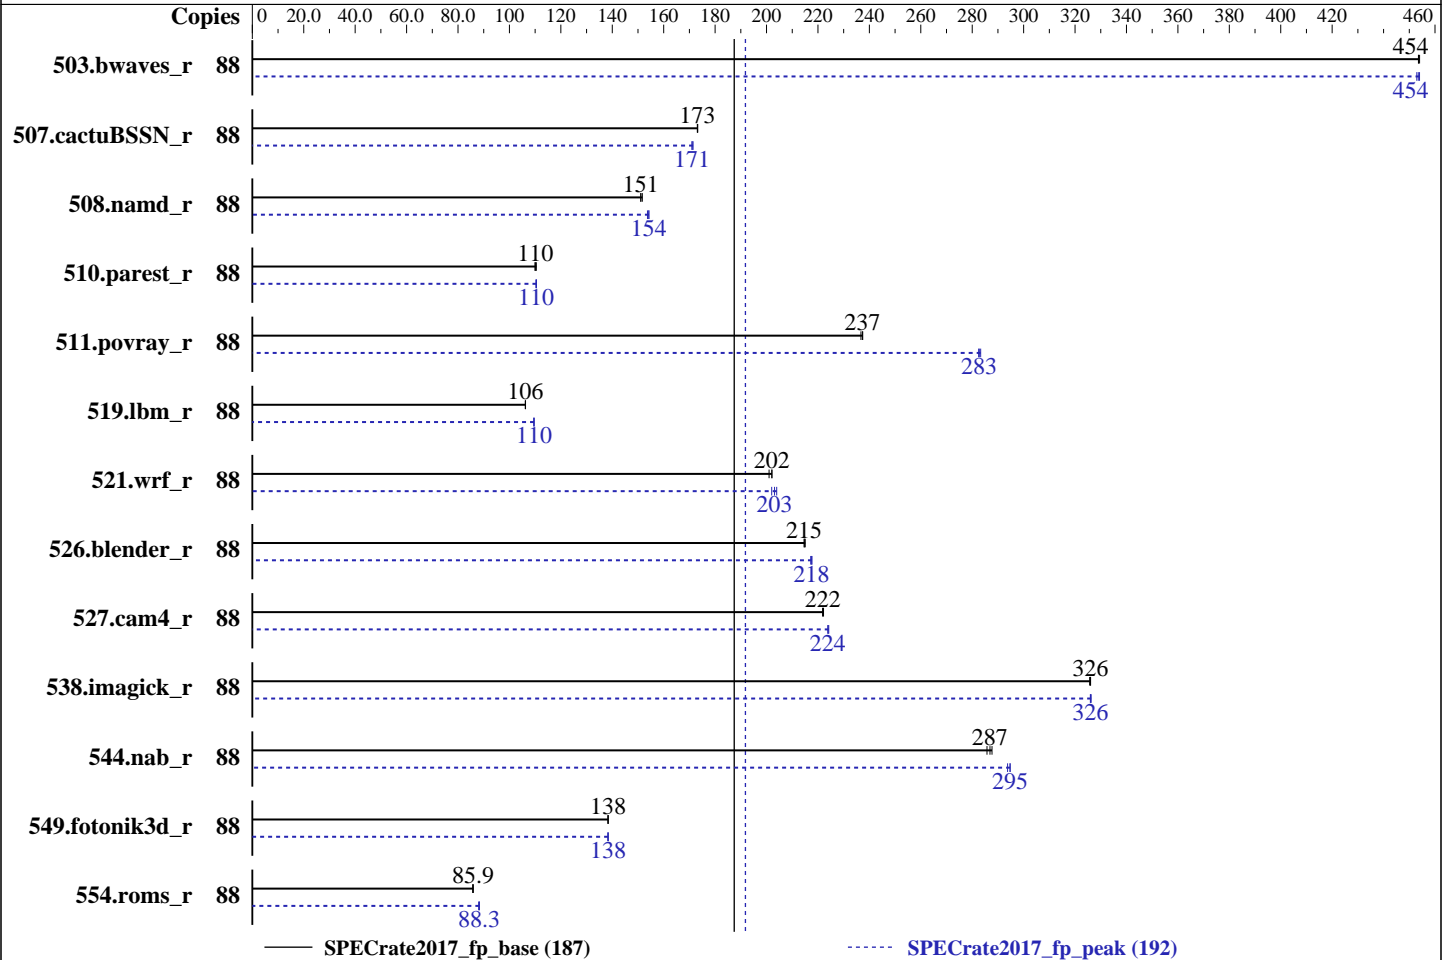 Copies 0 20.0 40.0 60.0 80.0 100 120 140 160 180 200 220 240 260 280 300 320 340 360 380 400 420 460
503.bwaves_r 88 454
454
507.cactuBSSN_r 88 173
171
508.namd_r 88 151
154
510.parest_r 88 110
110
511.povray_r 88 237
283
519.lbm_r 88 106
110
521.wrf_r 88 202
203
526.blender_r 88 215
218
527.cam4_r 88 222
224
538.imagick_r 88 326
326
544.nab_r 88 287
295
549.fotonik3d_r 88 138
138
554.roms_r 88 85.9
88.3
SPECrate2017_fp_base (187) SPECrate2017_fp_peak (192)